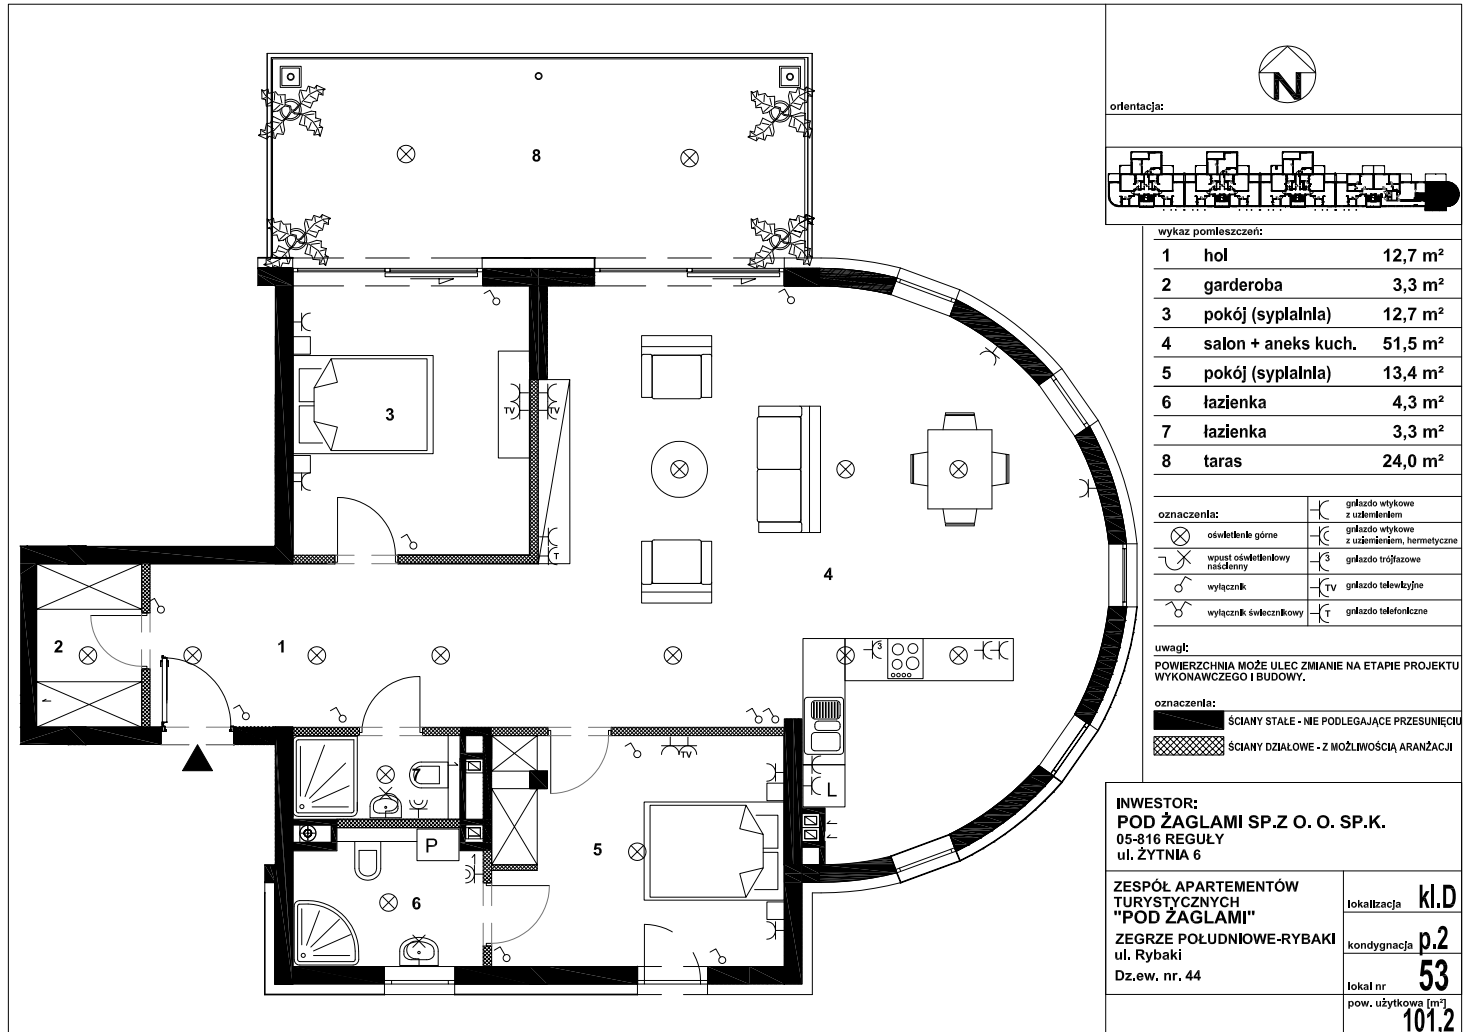 N
orientacja:
wykaz pomieszczeń:
1 hol 12,7 m²
2 garderoba 3,3 m²
3 pokój (sypialnia) 12,7 m²
4 salon + aneks kuch. 51,5 m²
5 pokój (sypialnia) 13,4 m²
6 łazienka 4,3 m²
7 łazienka 3,3 m²
8 taras 24,0 m²
oznaczenia:
oświetlenie górne
wpust oświetleniowy
naścienny
wyłącznik
wyłącznik świecznikowy
gniazdo wtykowe
z uziemieniem
gniazdo wtykowe
z uziemieniem, hermetyczne
3 gniazdo trójfazowe
TV gniazdo telewizyjne
T gniazdo telefoniczne
uwagi:
POWIERZCHNIA MOŻE ULEC ZMIANIE NA ETAPIE PROJEKTU
WYKONAWCZEGO I BUDOWY.
oznaczenia:
ŚCIANY STAŁE - NIE PODLEGAJĄCE PRZESUNIĘCIU
ŚCIANY DZIAŁOWE - Z MOŻLIWOŚCIĄ ARANŻACJI
INWESTOR:
POD ŻAGLAMI SP.Z O. O. SP.K.
05-816 REGUŁY
ul. ŻYTNIA 6
ZESPÓŁ APARTEMENTÓW
TURYSTYCZNYCH
"POD ŻAGLAMI"
ZEGRZE POŁUDNIOWE-RYBAKI
ul. Rybaki
Dz.ew. nr. 44
lokalizacja kl.D
kondygnacja p.2
lokal nr 53
pow. użytkowa [m²]
101.2
8
3
TV
TV
T
4
2
1
3
7
TV
L
P
5
6